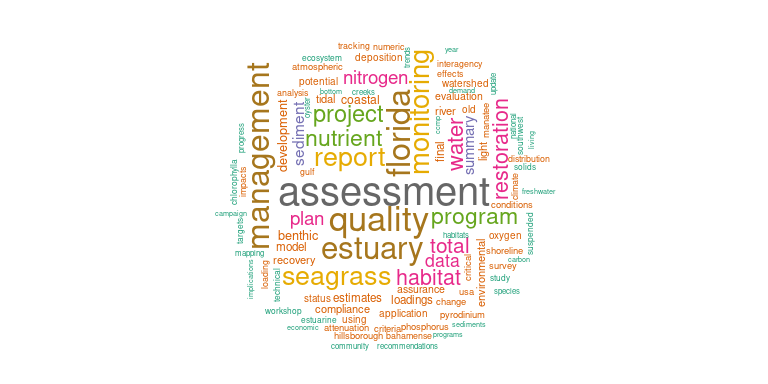 tracking numeric
year
ecosystem
deposition
trends
monitoring
interagency
atmospheric
effects
potential
nitrogen
watershed
update
management
analysis
bottom
creeks
florida
demand
tidal
coastal
evaluation
development
sediment
oyster
project
river
old
manatee
restoration
national
southwest
ccmp
water
summary
light
progress
nutrient
living
report
final
distribution
gulf
solids
chlorophyll
impacts
climate
assessment
freshwater
conditions
campaign
plan
quality
program
targets
benthic
habitats
oxygen
suspended
mapping
model
estuary
total
environmental
shoreline
recovery
data
critical
carbon
survey
implications
loading
technical
seagrass
habitat
study
assurance
usa
species
status
estimates
loadings
change
workshop
compliance
application
pyrodinium
estuarine
using
economic
attenuation
criteria
phosphorus
sediments
hillsborough
bahamense
programs
community
recommendations